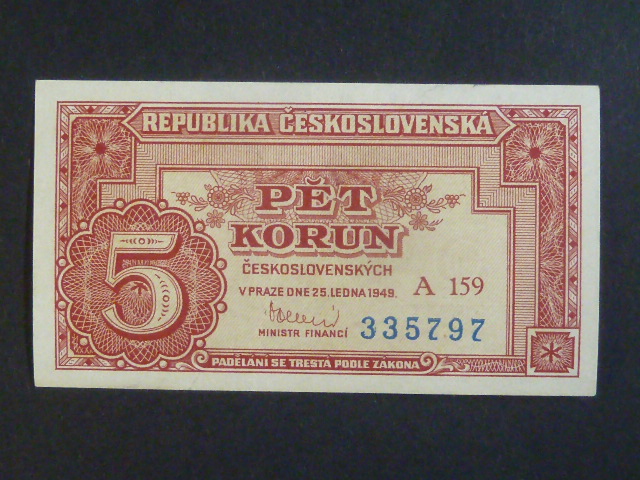 REPUBLIKA ČESKOSLOVENSKÁ
PĚT
KORUN
ČESKOSLOVENSKÝCH
V PRAZE DNE 25. LEDNA 1949.
A 159
MINISTR FINANCÍ
335797
5
PADĚLÁNÍ SE TRESTÁ PODLE ZÁKONA